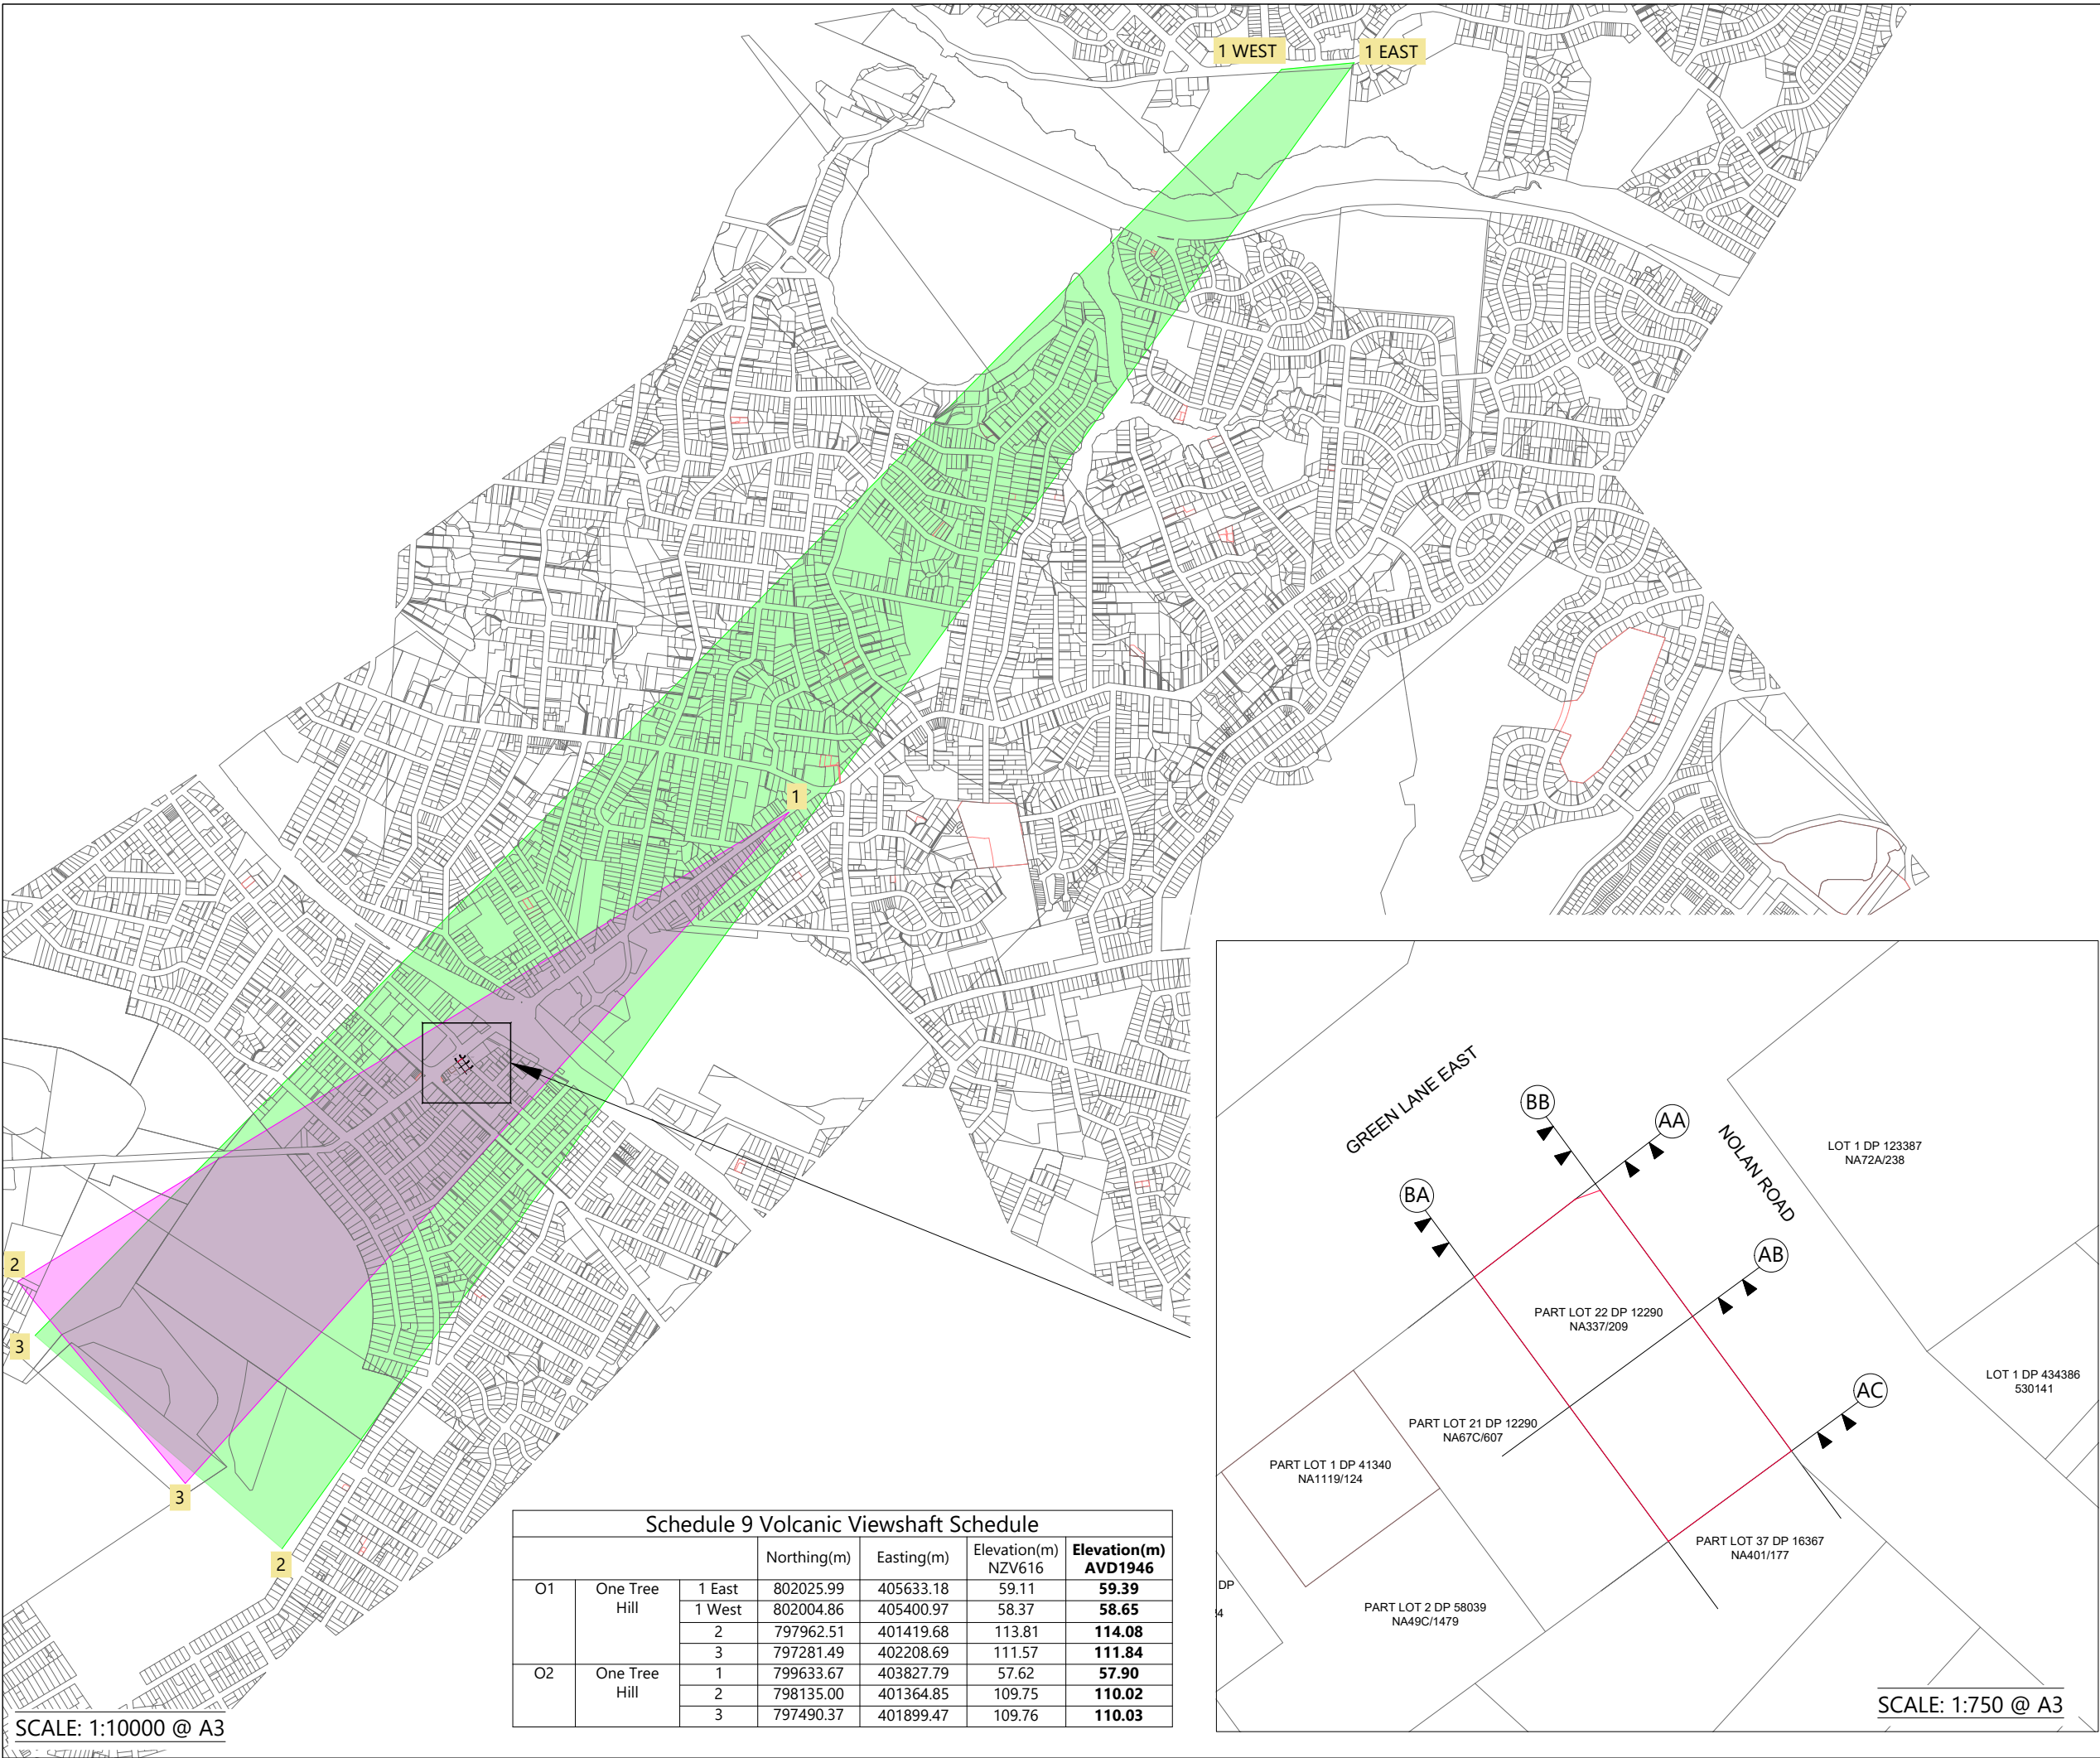 1 WEST
1 EAST
1
2
3
3
2
Schedule 9 Volcanic Viewshaft Schedule
Northing(m) Easting(m) Elevation(m) NZV616 Elevation(m) AVD1946
O1 One Tree Hill 1 East 802025.99 405633.18 59.11 59.39
1 West 802004.86 405400.97 58.37 58.65
2 797962.51 401419.68 113.81 114.08
3 797281.49 402208.69 111.57 111.84
O2 One Tree Hill 1 799633.67 403827.79 57.62 57.90
2 798135.00 401364.85 109.75 110.02
3 797490.37 401899.47 109.76 110.03
SCALE: 1:10000 @ A3
GREEN LANE EAST
BB
AA
NOLAN ROAD
LOT 1 DP 123387
NA72A/238
BA
AB
PART LOT 22 DP 12290
NA337/209
LOT 1 DP 434386
530141
AC
PART LOT 21 DP 12290
NA67C/607
PART LOT 1 DP 41340
NA1119/124
PART LOT 37 DP 16367
NA401/177
DP
4
PART LOT 2 DP 58039
NA49C/1479
SCALE: 1:750 @ A3